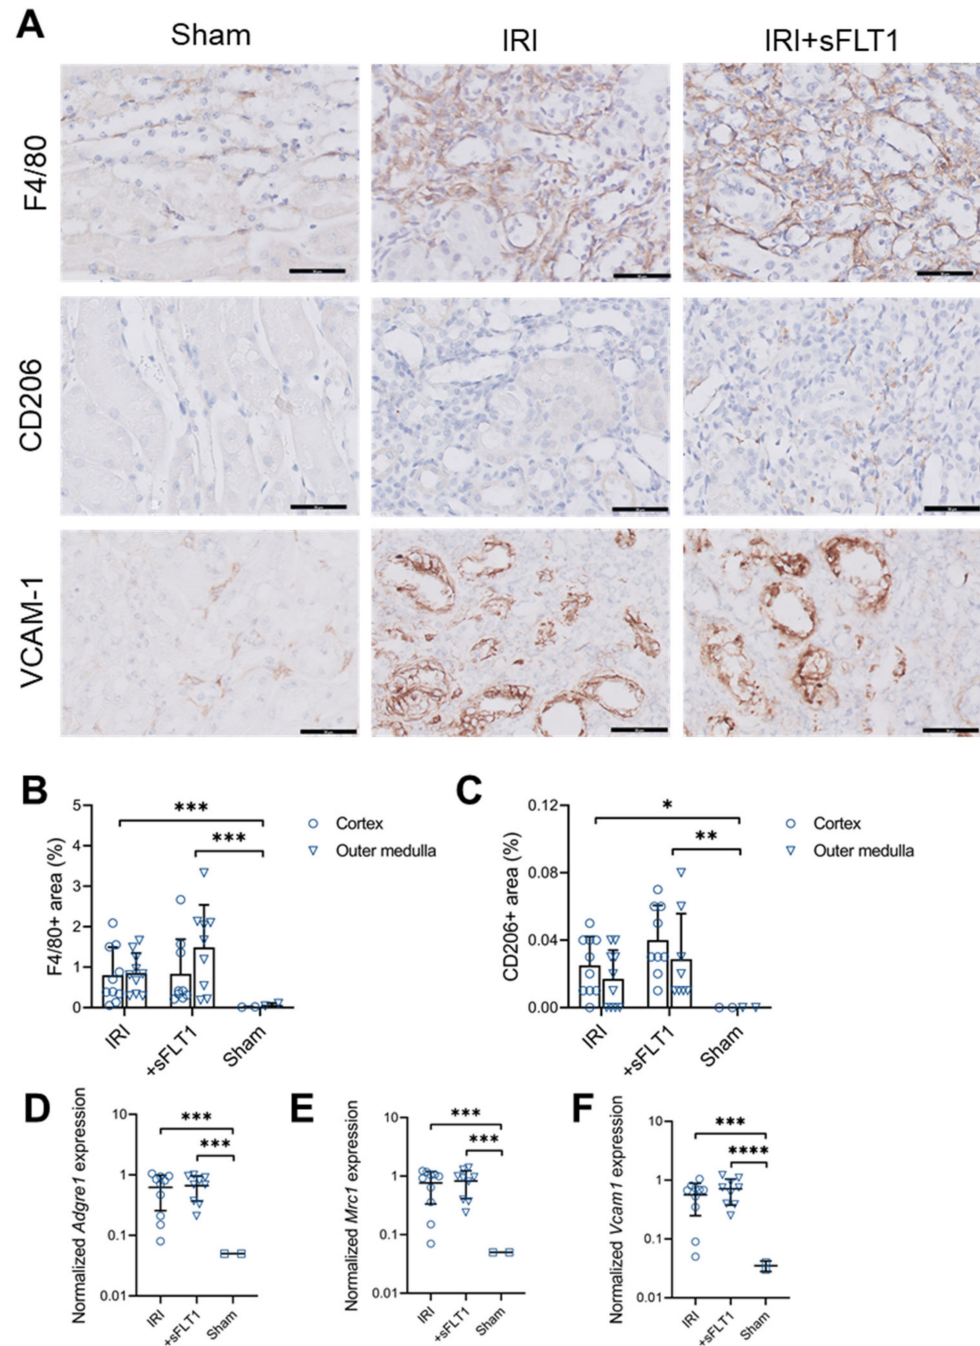 A
Sham
IRI
IRI+sFLT1
F4/80
CD206
VCAM-1
B
F4/80+ area (%)
5
4
3
2
1
0
***
***
Cortex
Outer medulla
IRI
+sFLT1
Sham
C
CD206+ area (%)
0.12
0.08
0.04
0.00
*
**
Cortex
Outer medulla
IRI
+sFLT1
Sham
D
Normalized Adgre1 expression
10
1
0.1
0.01
***
***
IRI
+sFLT1
Sham
E
Normalized Mrc1 expression
10
1
0.1
0.01
***
***
IRI
+sFLT1
Sham
F
Normalized Vcam1 expression
10
1
0.1
0.01
***
****
IRI
+sFLT1
Sham